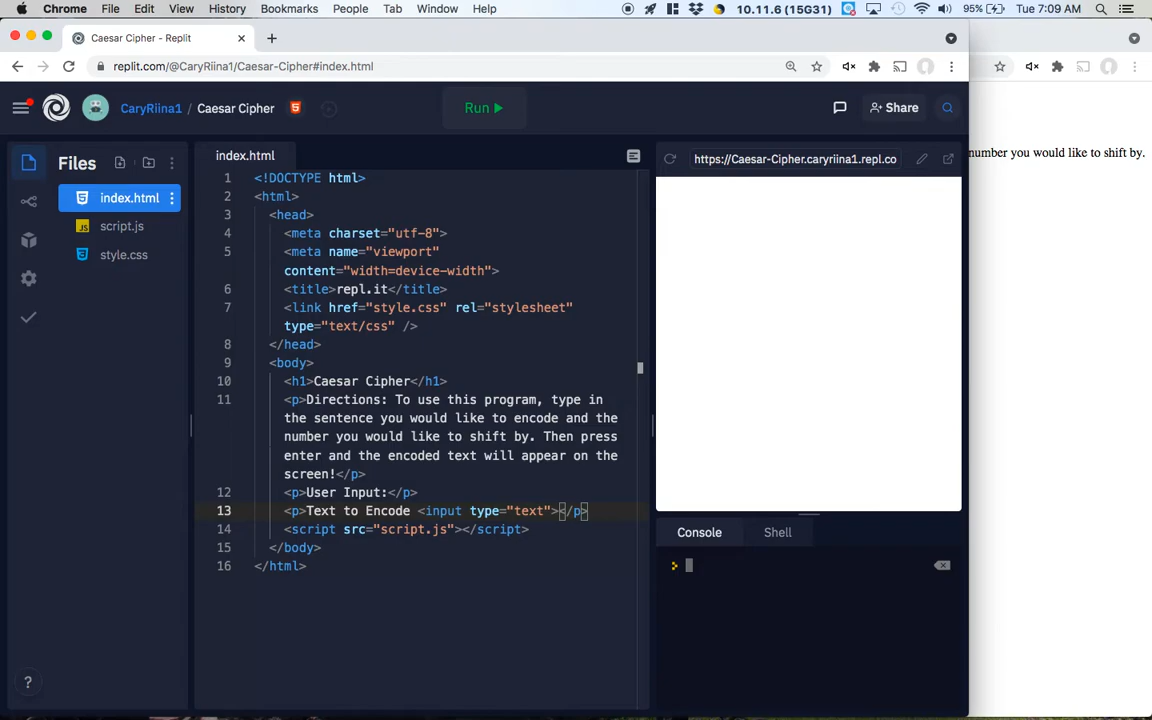 Chrome File Edit View History Bookmarks People Tab Window Help 10.11.6 (15G31) 95% Tue 7:09 AM
Caesar Cipher - Replit
replit.com/@CaryRiina1/Caesar-Cipher#index.html
CaryRiina1 / Caesar Cipher Run Share
Files index.html https://Caesar-Cipher.caryriina1.repl.co number you would like to shift by.
index.html
script.js
style.css
1 <!DOCTYPE html>
2 <html>
3 <head>
4 <meta charset="utf-8">
5 <meta name="viewport"
content="width=device-width">
6 <title>repl.it</title>
7 <link href="style.css" rel="stylesheet"
type="text/css" />
8 </head>
9 <body>
10 <h1>Caesar Cipher</h1>
11 <p>Directions: To use this program, type in
the sentence you would like to encode and the
number you would like to shift by. Then press
enter and the encoded text will appear on the
screen!</p>
12 <p>User Input:</p>
13 <p>Text to Encode <input type="text"></p>
14 <script src="script.js"></script>
15 </body>
16 </html>
Console Shell
?